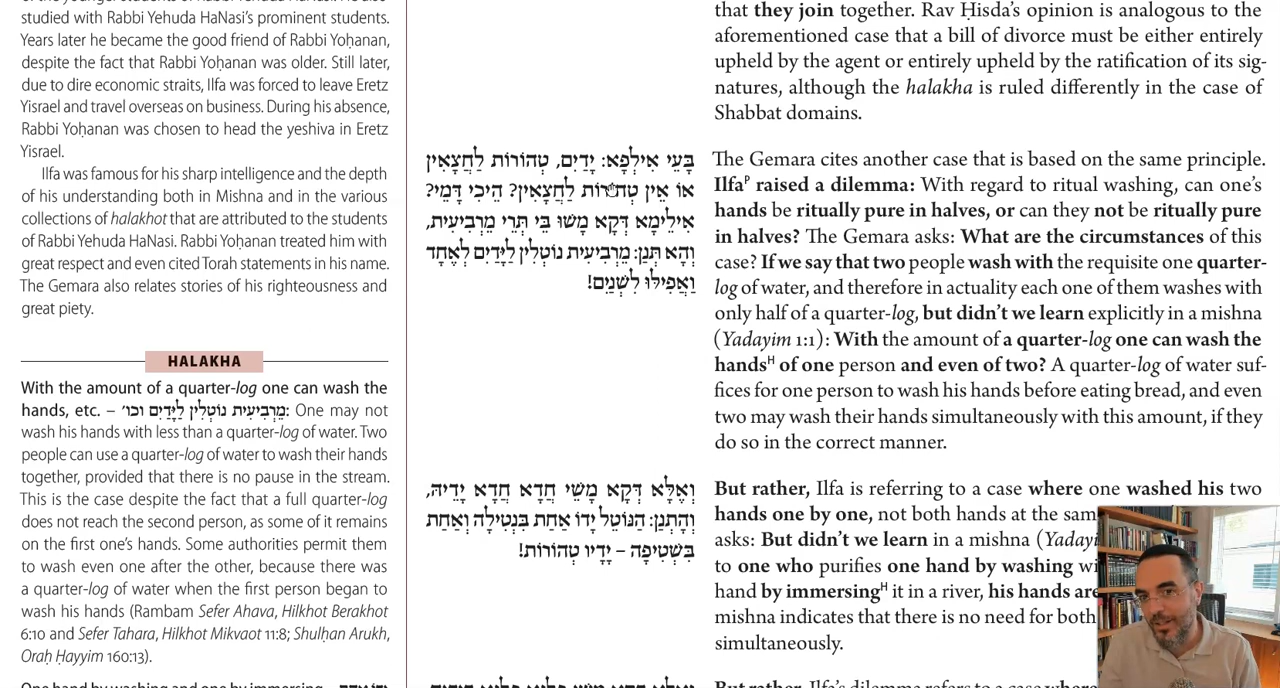 studied with Rabbi Yehuda HaNasi's prominent students.
Years later he became the good friend of Rabbi Yoḥanan,
despite the fact that Rabbi Yoḥanan was older. Still later,
due to dire economic straits, Ilfa was forced to leave Eretz
Yisrael and travel overseas on business. During his absence,
Rabbi Yoḥanan was chosen to head the yeshiva in Eretz
Yisrael.
Ilfa was famous for his sharp intelligence and the depth
of his understanding both in Mishna and in the various
collections of halakhot that are attributed to the students
of Rabbi Yehuda HaNasi. Rabbi Yoḥanan treated him with
great respect and even cited Torah statements in his name.
The Gemara also relates stories of his righteousness and
great piety.
HALAKHA
With the amount of a quarter-log one can wash the
hands, etc. – מֵרְבִיעִית נוֹטְלִין לַיָּדַיִם וכו׳: One may not
wash his hands with less than a quarter-log of water. Two
people can use a quarter-log of water to wash their hands
together, provided that there is no pause in the stream.
This is the case despite the fact that a full quarter-log
does not reach the second person, as some of it remains
on the first one's hands. Some authorities permit them
to wash even one after the other, because there was
a quarter-log of water when the first person began to
wash his hands (Rambam Sefer Ahava, Hilkhot Berakhot
6:10 and Sefer Tahara, Hilkhot Mikvaot 11:8; Shulḥan Arukh,
Oraḥ Ḥayyim 160:13).
One hand by washing and one by immersing –
בָּעֵי אִילְפָא: יָדַיִם, טְהוֹרוֹת לַחֲצָאִין
אוֹ אֵין טְהוֹרוֹת לַחֲצָאִין? הֵיכִי דָּמֵי?
אִילֵּימָא דְּקָא מָשׁוּ בֵּי תְּרֵי מֵרְבִיעִית,
וְהָא תְּנַן: מֵרְבִיעִית נוֹטְלִין לַיָּדַיִם לְאֶחָד
וַאֲפִילּוּ לִשְׁנַיִם!
וְאֶלָּא דְּקָא מָשֵׁי חֲדָא חֲדָא יְדֵיהּ,
וְהָתְנַן: הַנּוֹטֵל יָדוֹ אַחַת בִּנְטִילָה וְאַחַת
בִּשְׁטִיפָה – יָדָיו טְהוֹרוֹת!
that they join together. Rav Ḥisda's opinion is analogous to the
aforementioned case that a bill of divorce must be either entirely
upheld by the agent or entirely upheld by the ratification of its sig-
natures, although the halakha is ruled differently in the case of
Shabbat domains.
The Gemara cites another case that is based on the same principle.
Ilfaᴾ raised a dilemma: With regard to ritual washing, can one's
hands be ritually pure in halves, or can they not be ritually pure
in halves? The Gemara asks: What are the circumstances of this
case? If we say that two people wash with the requisite one quarter-
log of water, and therefore in actuality each one of them washes with
only half of a quarter-log, but didn't we learn explicitly in a mishna
(Yadayim 1:1): With the amount of a quarter-log one can wash the
handsᴴ of one person and even of two? A quarter-log of water suf-
fices for one person to wash his hands before eating bread, and even
two may wash their hands simultaneously with this amount, if they
do so in the correct manner.
But rather, Ilfa is referring to a case where one washed his two
hands one by one, not both hands at the sam
asks: But didn't we learn in a mishna (Yadayi
to one who purifies one hand by washing wi
hand by immersingᴴ it in a river, his hands are
mishna indicates that there is no need for both
simultaneously.
But rather, Ilfa's dilemma refers to a case where